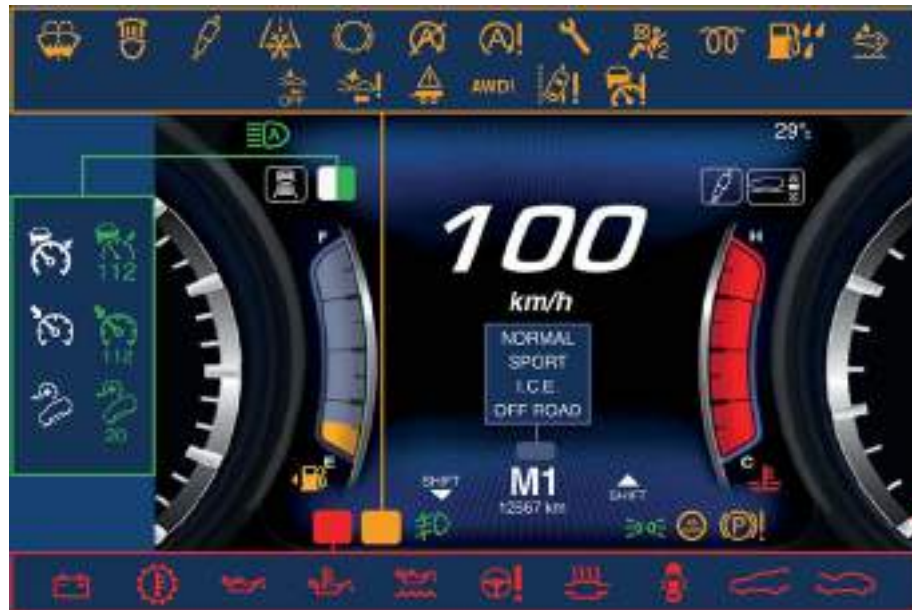 OFF
AWD!
29°c
F
H
112
100
km/h
112
NORMAL
SPORT
I.C.E.
OFF ROAD
20
E
C
SHIFT
M1
SHIFT
12567 km